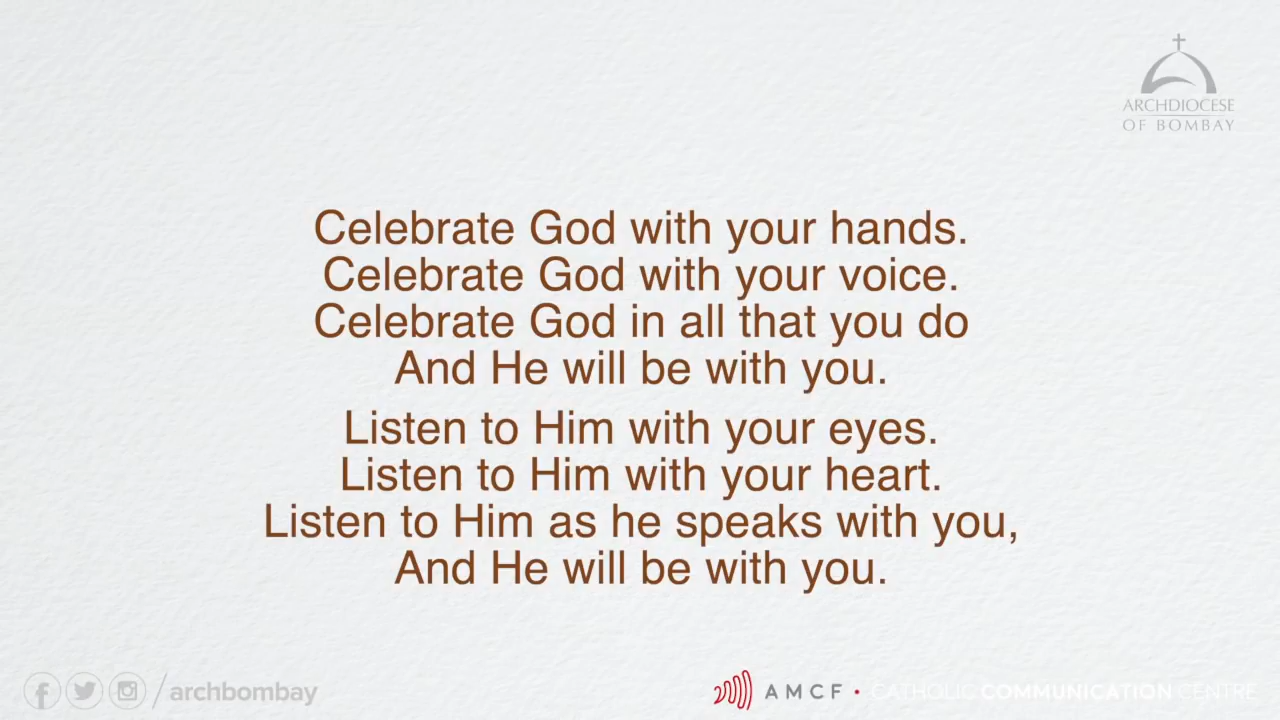 ARCHDIOCESE
OF BOMBAY
Celebrate God with your hands.
Celebrate God with your voice.
Celebrate God in all that you do
And He will be with you.
Listen to Him with your eyes.
Listen to Him with your heart.
Listen to Him as he speaks with you,
And He will be with you.
/archbombay
AMCF • CATHOLIC COMMUNICATION CENTRE